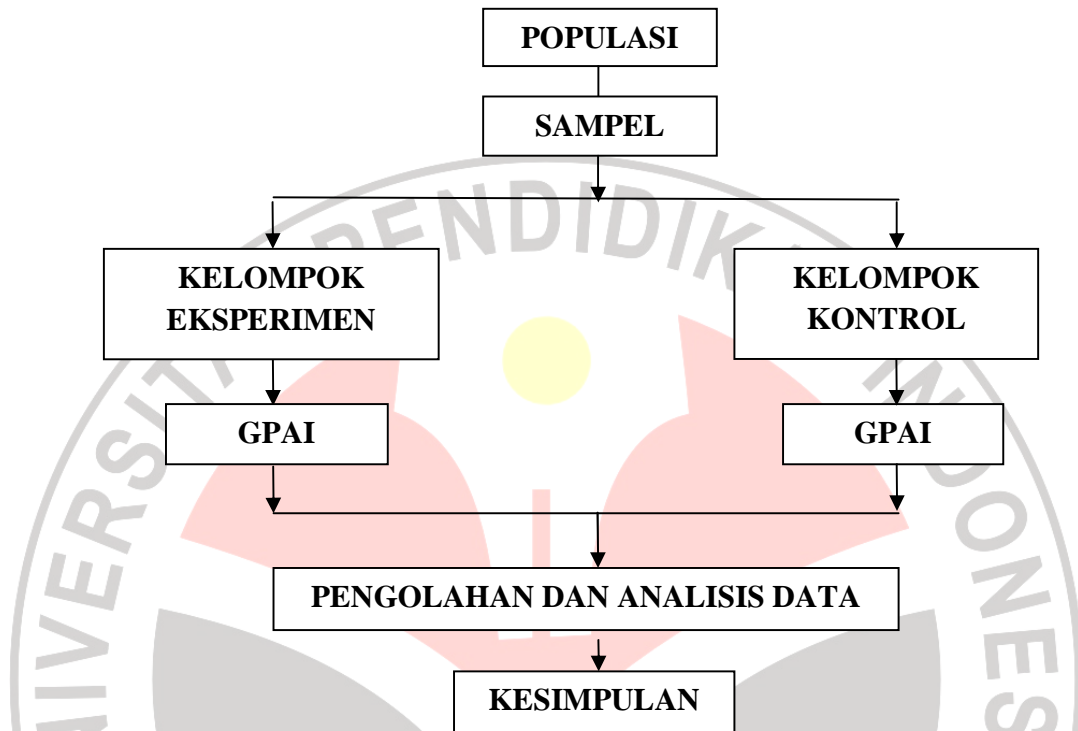 POPULASI
SAMPEL
KELOMPOK
EKSPERIMEN
KELOMPOK
KONTROL
GPAI
GPAI
PENGOLAHAN DAN ANALISIS DATA
KESIMPULAN